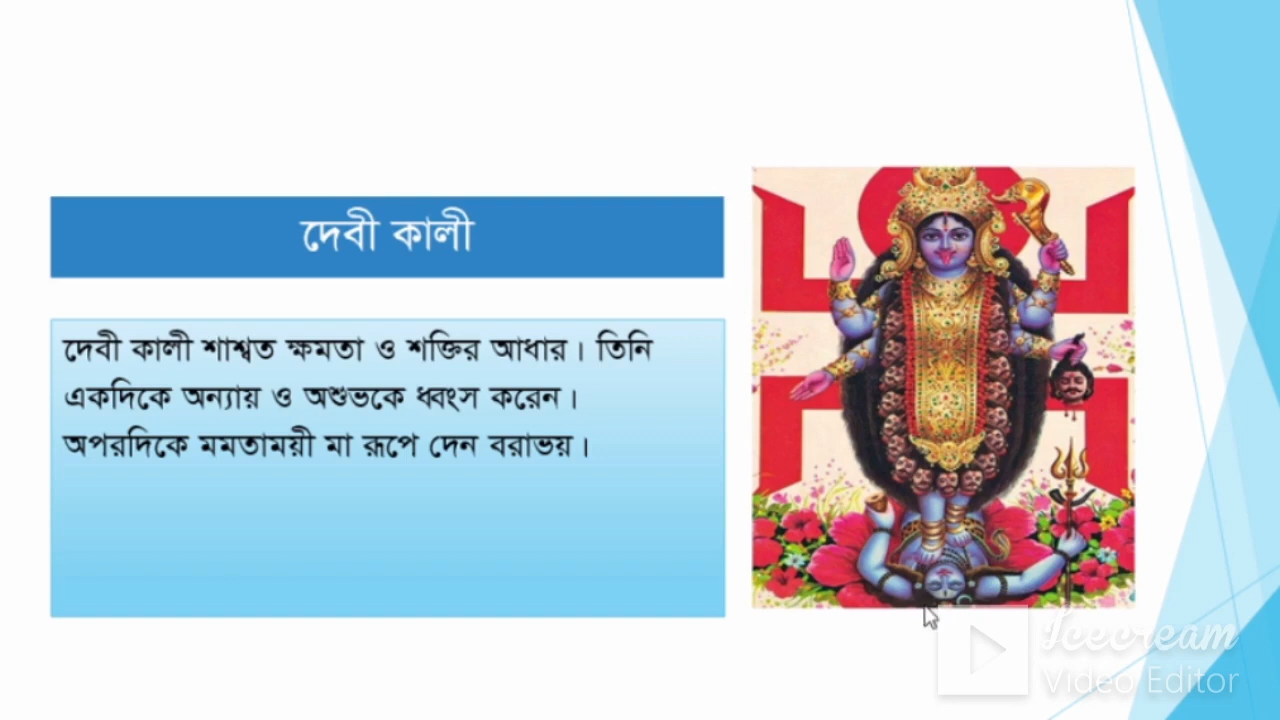 দেবী কালী
দেবী কালী শাশ্বত ক্ষমতা ও শক্তির আধার। তিনি
একদিকে অন্যায় ও অশুভকে ধ্বংস করেন।
অপরদিকে মমতাময়ী মা রূপে দেন বরাভয়।
Icecream
Video Editor